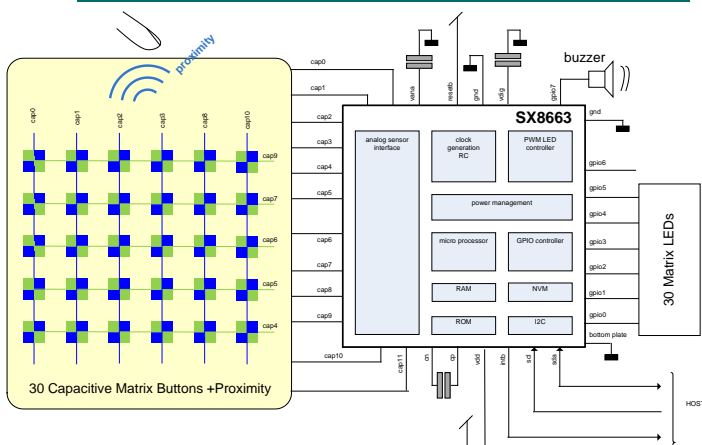 proximity
cap0
cap1
cap2
cap3
cap8
cap10
cap9
cap7
cap6
cap5
cap4
30 Capacitive Matrix Buttons +Proximity
cap0
cap1
cap2
cap3
cap4
cap5
cap6
cap7
cap8
cap9
cap10
cap11
vana
resetb
gnd
vdig
gpio7
buzzer
SX8663
analog sensor
interface
clock
generation
RC
PWM LED
controller
power management
micro processor
GPIO controller
RAM
NVM
ROM
I2C
gnd
gpio6
gpio5
gpio4
gpio3
gpio2
gpio1
gpio0
bottom plate
30 Matrix LEDs
cn
cp
vdd
intb
scl
sda
HOST